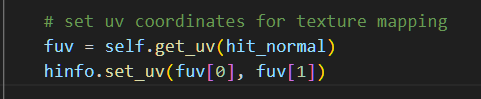 # set uv coordinates for texture mapping
fuv = self.get_uv(hit_normal)
hinfo.set_uv(fuv[0], fuv[1])